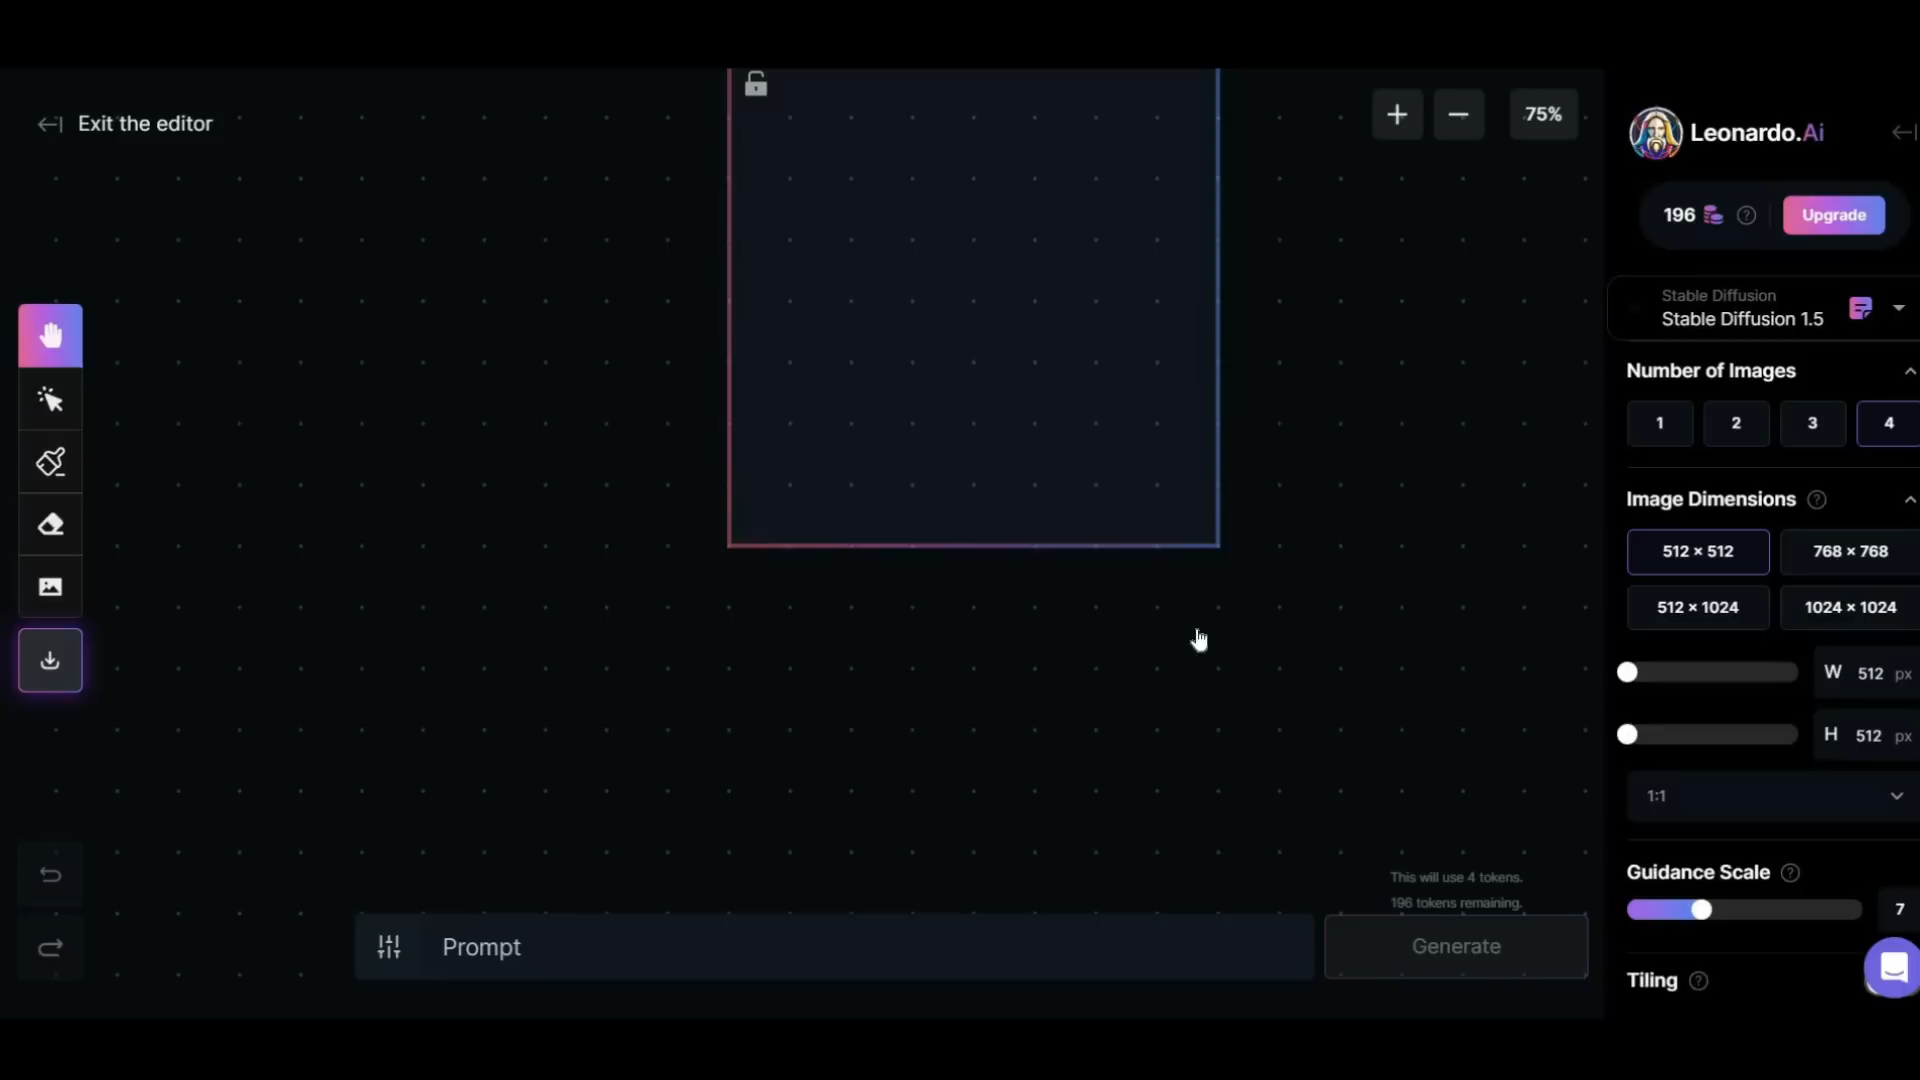 Exit the editor
75%
Leonardo.Ai
196
Upgrade
Stable Diffusion
Stable Diffusion 1.5
Number of Images
1 2 3 4
Image Dimensions
512 × 512 768 × 768
512 × 1024 1024 × 1024
W 512 px
H 512 px
1:1
Guidance Scale
7
Tiling
This will use 4 tokens.
196 tokens remaining.
Prompt
Generate